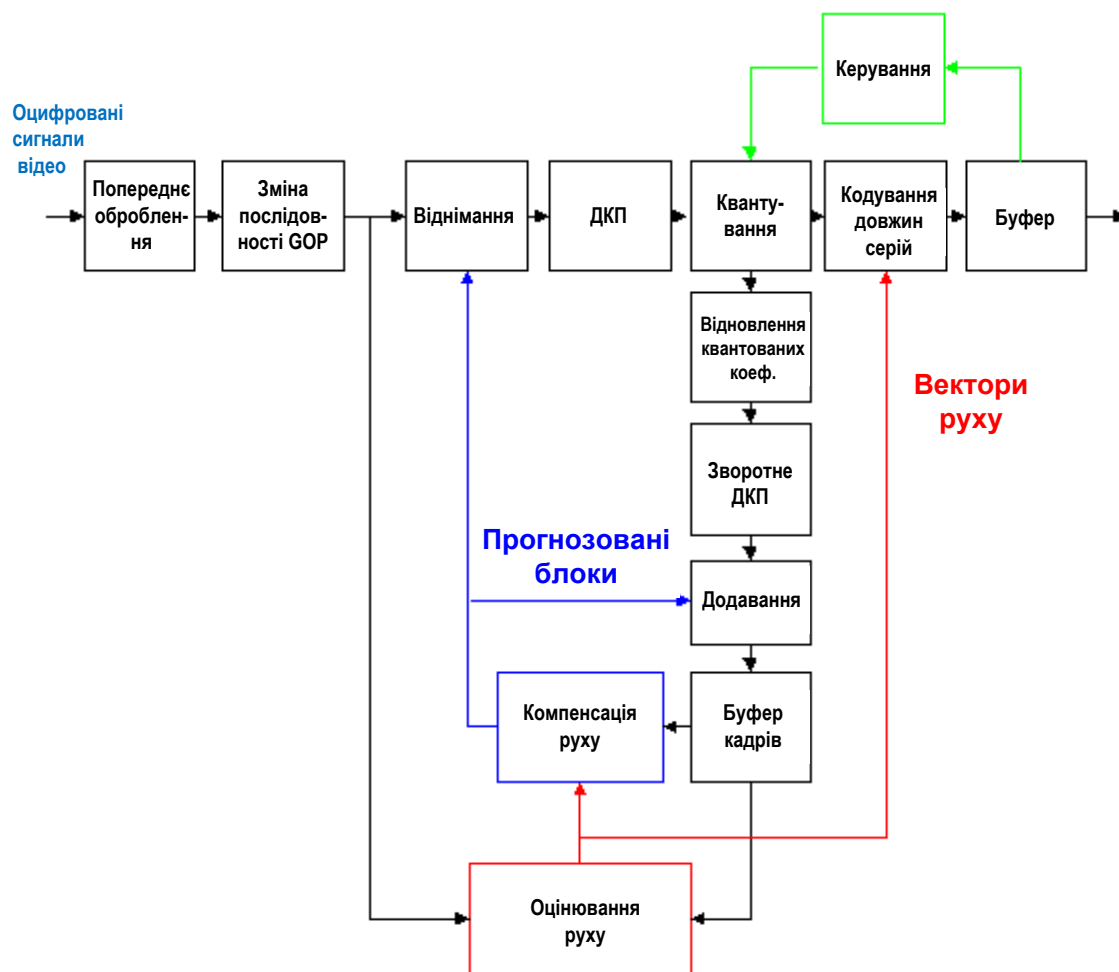 Керування
Оцифровані
сигнали
відео
Попереднє
оброблен-
ня
Зміна
послідов-
ності GOP
Віднімання
ДКП
Кванту-
вання
Кодування
довжин
серій
Буфер
Відновлення
квантованих
коеф.
Вектори
руху
Зворотне
ДКП
Прогнозовані
блоки
Додавання
Компенсація
руху
Буфер
кадрів
Оцінювання
руху